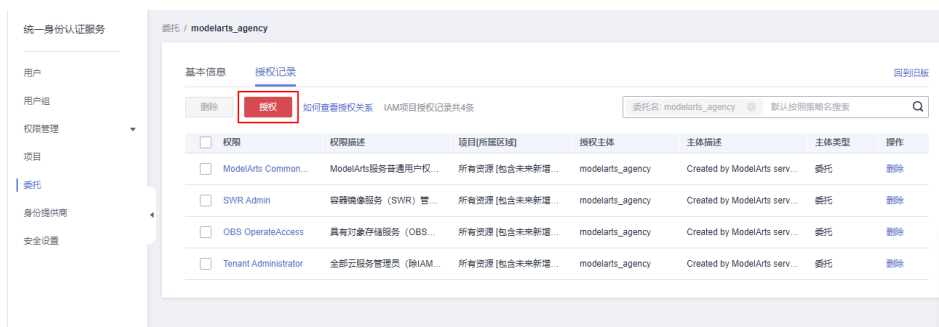 统一身份认证服务
委托 / modelarts_agency
用户
用户组
权限管理
项目
委托
身份提供商
安全设置
基本信息 授权记录 回到旧版
删除 授权 如何查看授权关系 IAM项目授权记录共4条 委托名: modelarts_agency 默认按照策略名搜索
权限 权限描述 项目[所属区域] 授权主体 主体描述 主体类型 操作
ModelArts Common... ModelArts服务普通用户权... 所有资源 [包含未来新增... modelarts_agency Created by ModelArts serv... 委托 删除
SWR Admin 容器镜像服务（SWR）管... 所有资源 [包含未来新增... modelarts_agency Created by ModelArts serv... 委托 删除
OBS OperateAccess 具有对象存储服务（OBS... 所有资源 [包含未来新增... modelarts_agency Created by ModelArts serv... 委托 删除
Tenant Administrator 全部云服务管理员（除IAM... 所有资源 [包含未来新增... modelarts_agency Created by ModelArts serv... 委托 删除